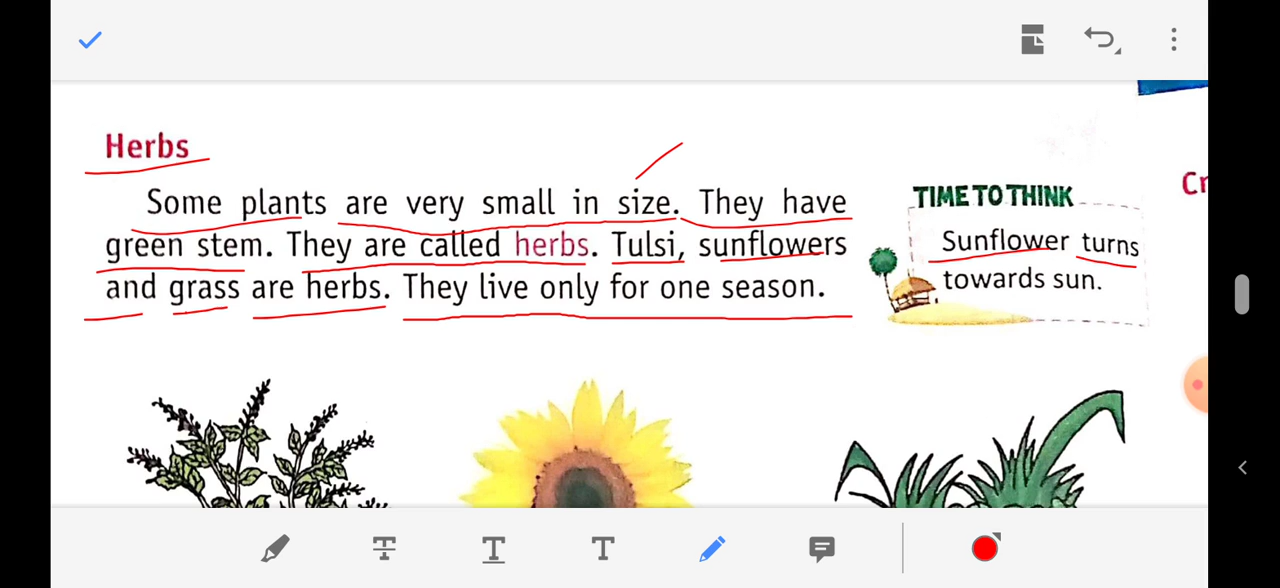 Herbs
Some plants are very small in size. They have
green stem. They are called herbs. Tulsi, sunflowers
and grass are herbs. They live only for one season.
TIME TO THINK
Sunflower turns
towards sun.